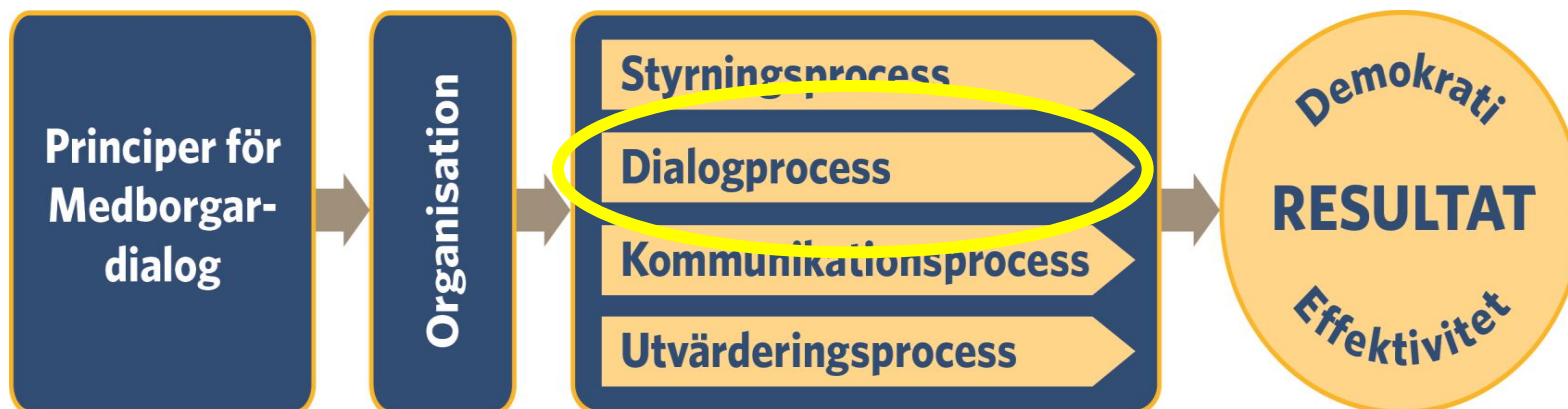 Principer för
Medborgar-
dialog
Organisation
Styrningsprocess
Dialogprocess
Kommunikationsprocess
Utvärderingsprocess
Demokrati
RESULTAT
Effektivitet